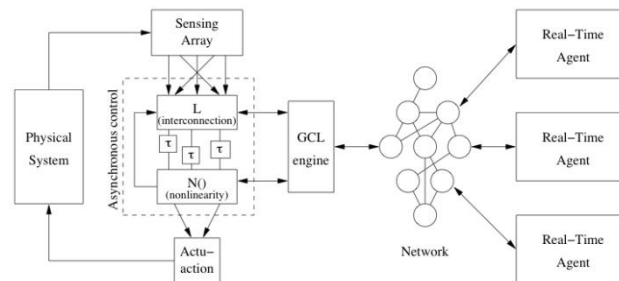 Sensing
Array
Asynchronous control
L
(interconnection)
τ
τ
τ
N()
(nonlinearity)
Physical
System
Actu-
action
GCL
engine
Network
Real-Time
Agent
Real-Time
Agent
Real-Time
Agent